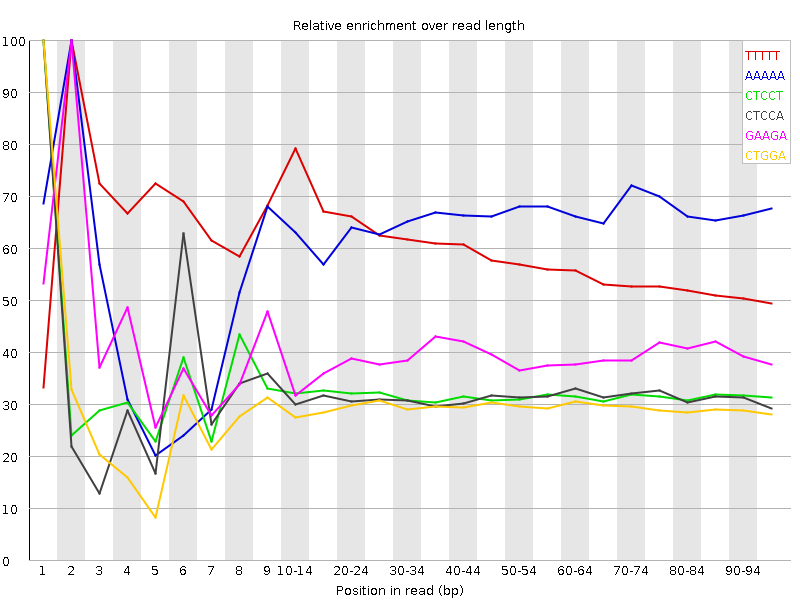 Relative enrichment over read length
100
90
80
70
60
50
40
30
20
10
0
TTTTT
AAAAA
CTCCT
CTCCA
GAAGA
CTGGA
1 2 3 4 5 6 7 8 9 10-14 20-24 30-34 40-44 50-54 60-64 70-74 80-84 90-94
Position in read (bp)